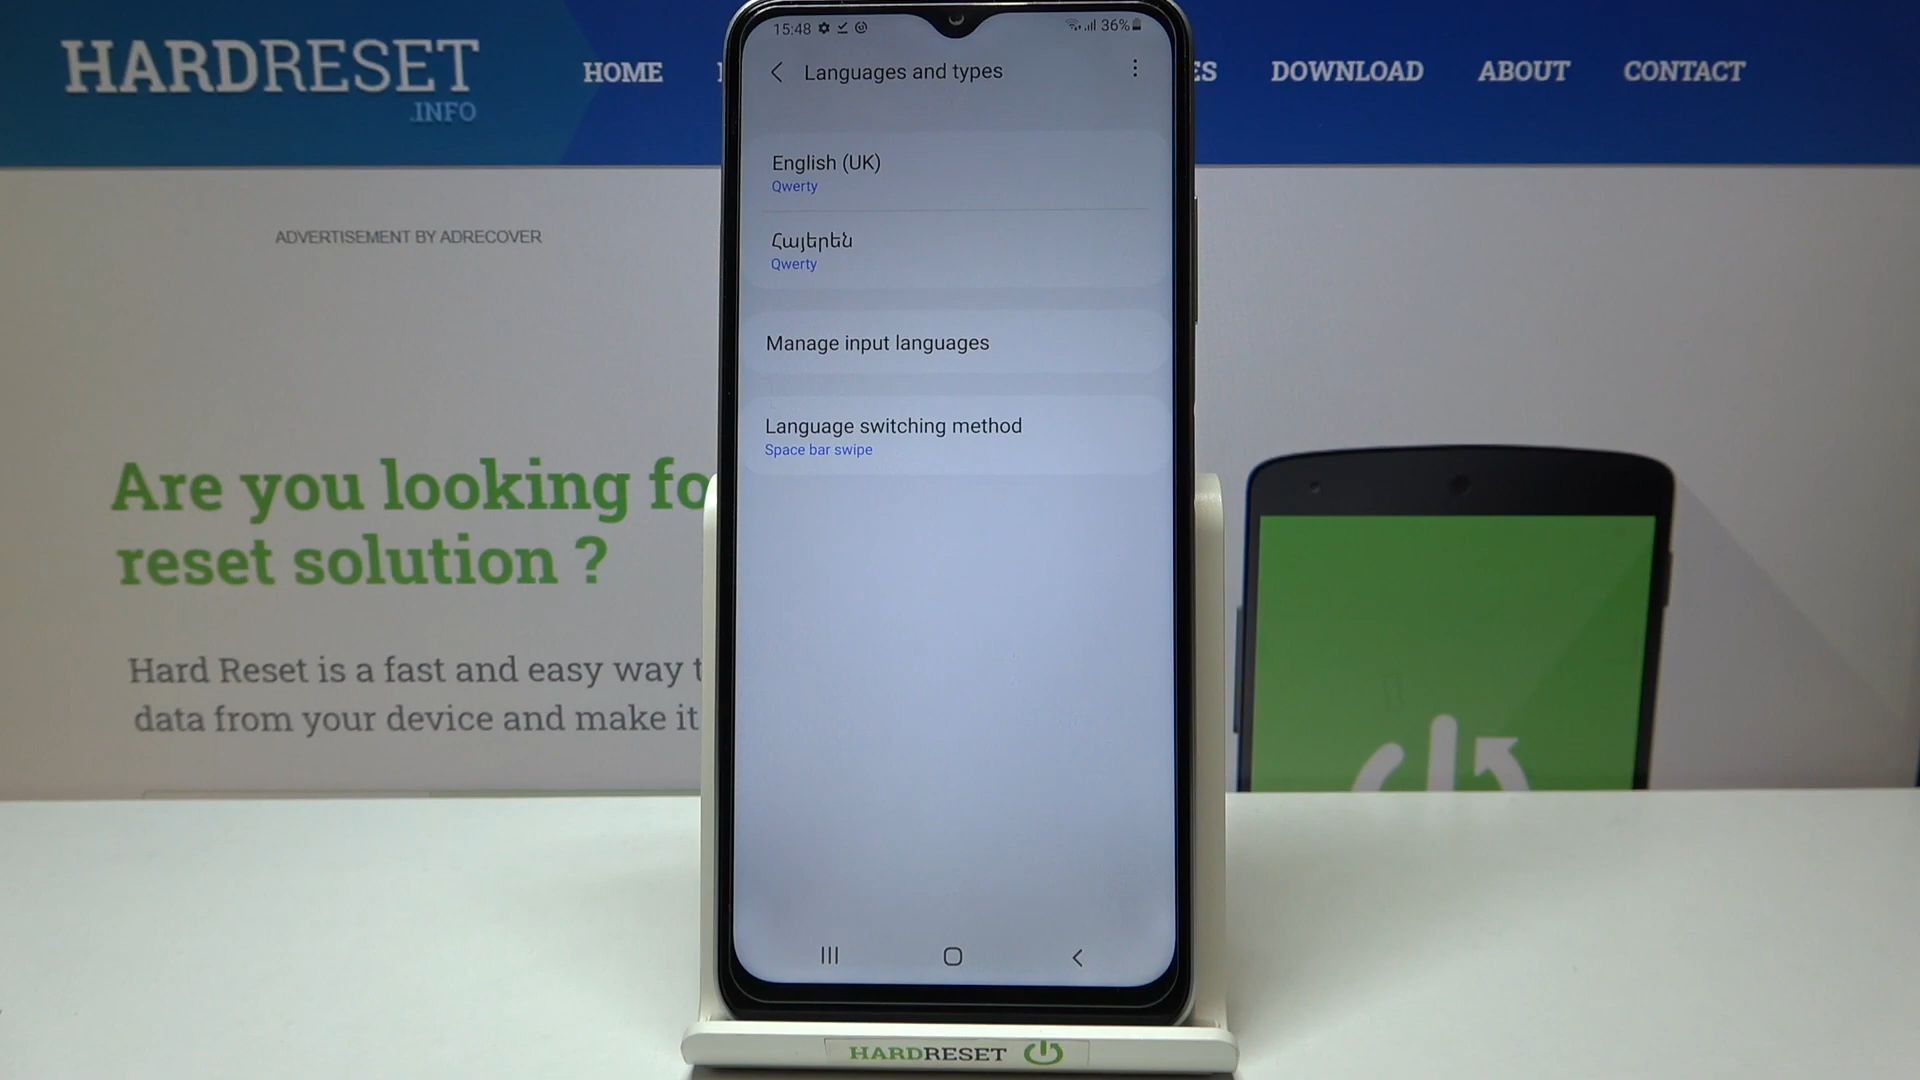 HARDRESET
.INFO
HOME
ES
DOWNLOAD
ABOUT
CONTACT
ADVERTISEMENT BY ADRECOVER
Are you looking fo
reset solution ?
Hard Reset is a fast and easy way t
data from your device and make it
15:48
36%
Languages and types
English (UK)
Qwerty
Հայերեն
Qwerty
Manage input languages
Language switching method
Space bar swipe
HARDRESET